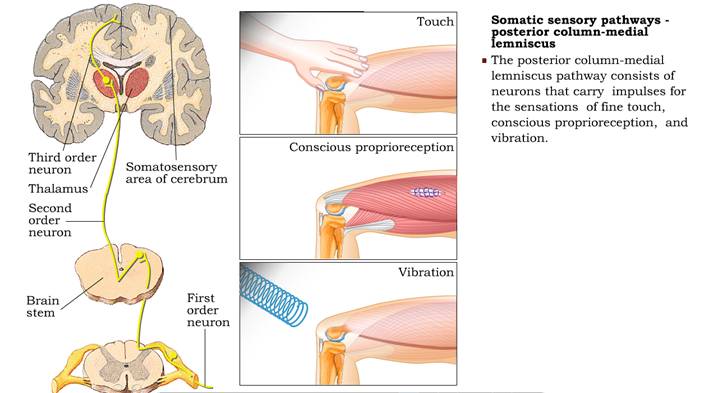 Somatic sensory pathways -
posterior column-medial
lemniscus
The posterior column-medial
lemniscus pathway consists of
neurons that carry impulses for
the sensations of fine touch,
conscious proprioreception, and
vibration.
Touch
Conscious proprioreception
Vibration
Third order
neuron
Thalamus
Somatosensory
area of cerebrum
Second
order
neuron
Brain
stem
First
order
neuron